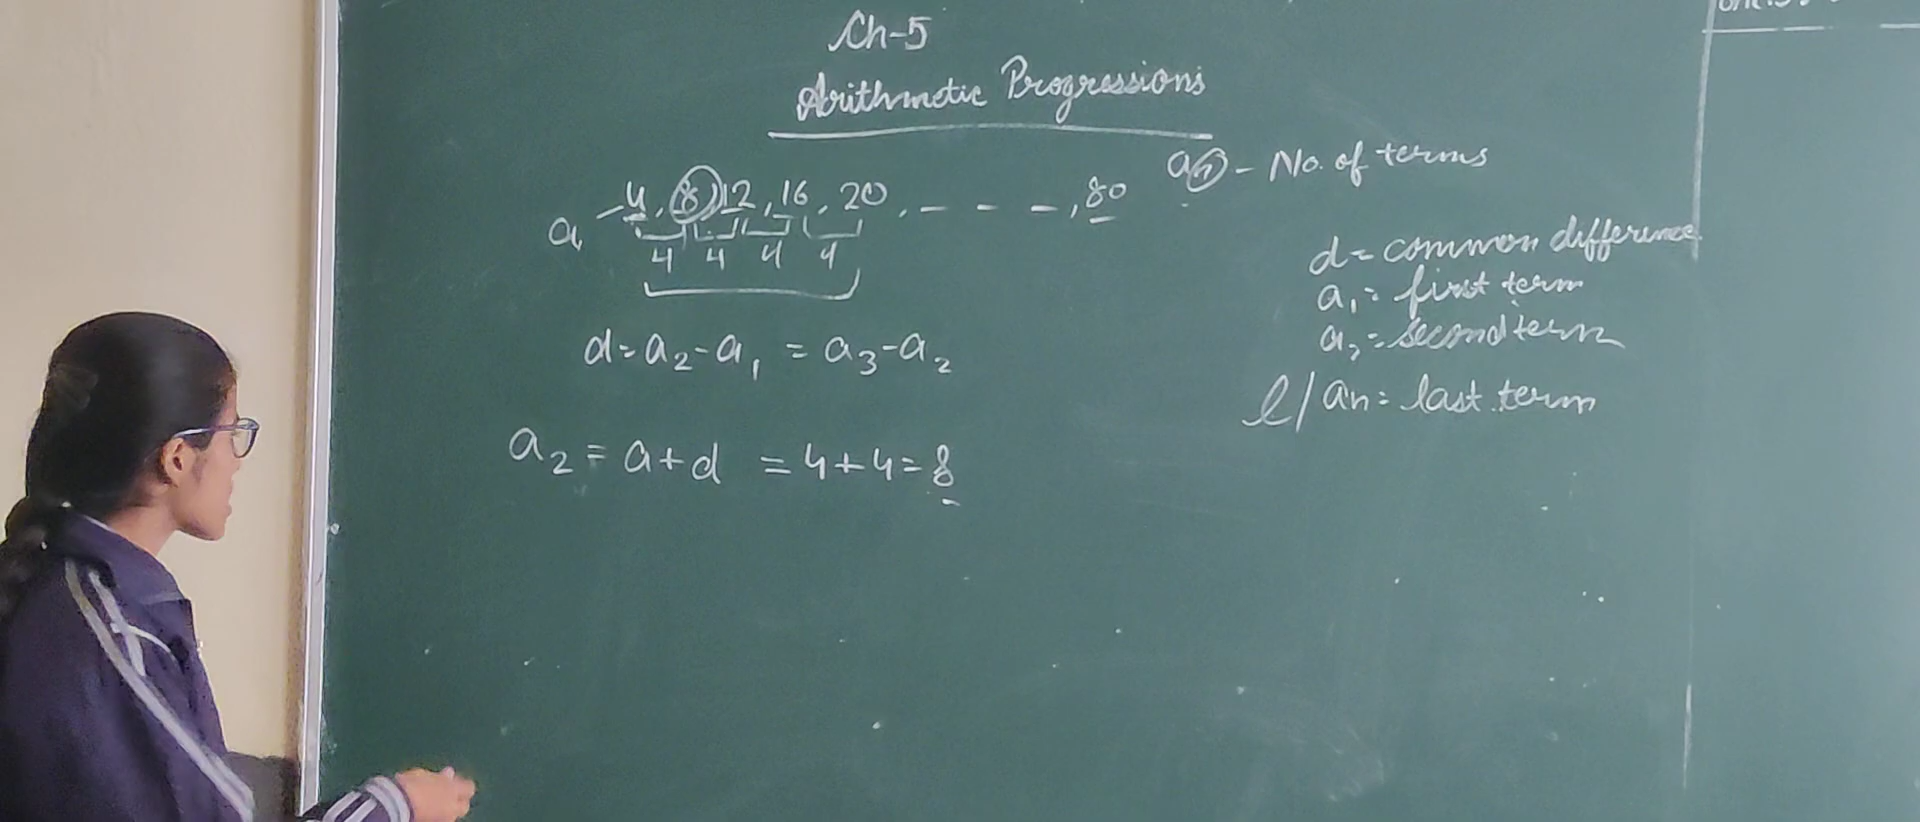 Ch-5
Arithmetic Progressions
an - No. of terms
a₁ - 4, 8, 12, 16, 20, - - - -, 80
4 4 4 4
d = common difference
a₁ = first term
a₂ = second term
l / an = last term
d = a₂ - a₁ = a₃ - a₂
a₂ = a + d = 4 + 4 = 8